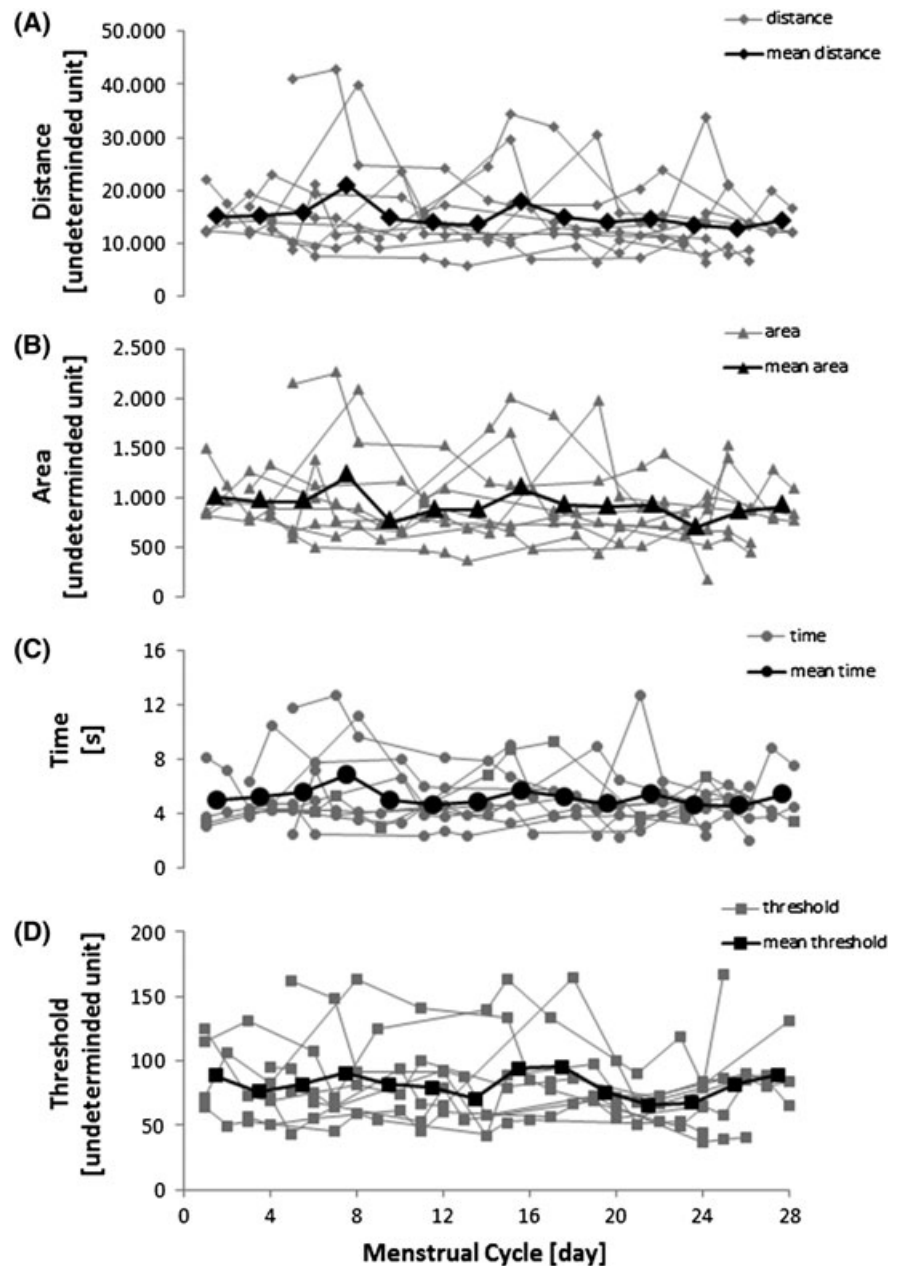 (A)
distance
mean distance
Distance
[undeterminded unit]
50.000
40.000
30.000
20.000
10.000
0
(B)
area
mean area
Area
[undeterminded unit]
2.500
2.000
1.500
1.000
500
0
(C)
time
mean time
Time
[s]
16
12
8
4
0
(D)
threshold
mean threshold
Threshold
[undeterminded unit]
200
150
100
50
0
0 4 8 12 16 20 24 28
Menstrual Cycle [day]